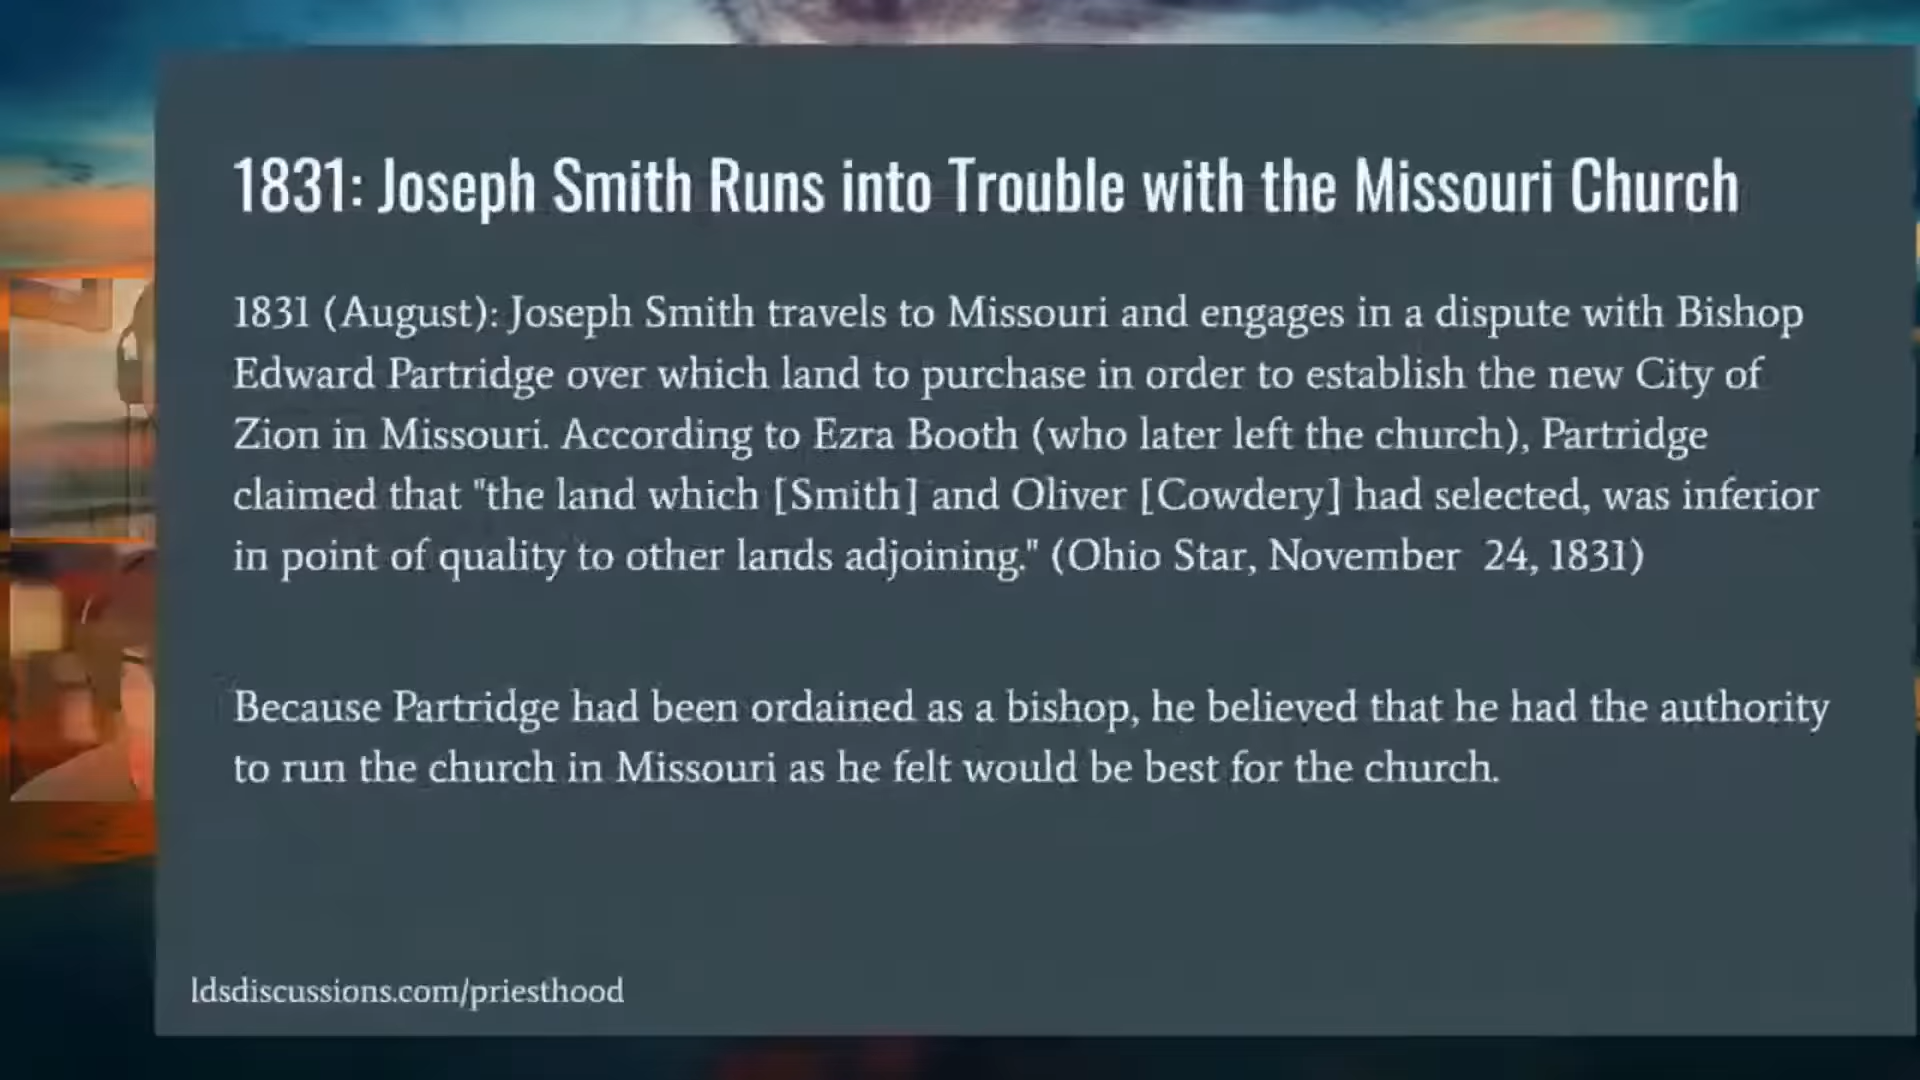 1831: Joseph Smith Runs into Trouble with the Missouri Church
1831 (August): Joseph Smith travels to Missouri and engages in a dispute with Bishop
Edward Partridge over which land to purchase in order to establish the new City of
Zion in Missouri. According to Ezra Booth (who later left the church), Partridge
claimed that "the land which [Smith] and Oliver [Cowdery] had selected, was inferior
in point of quality to other lands adjoining." (Ohio Star, November 24, 1831)
Because Partridge had been ordained as a bishop, he believed that he had the authority
to run the church in Missouri as he felt would be best for the church.
ldsdiscussions.com/priesthood